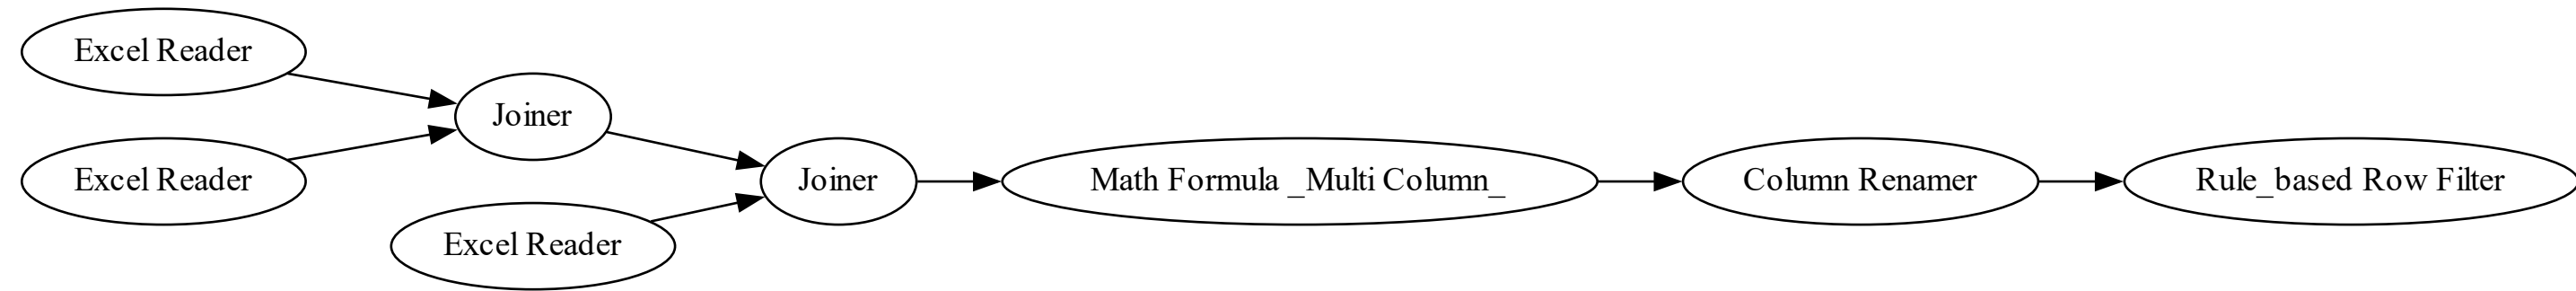 Excel Reader
Excel Reader
Joiner
Excel Reader
Joiner
Math Formula _Multi Column_
Column Renamer
Rule_based Row Filter